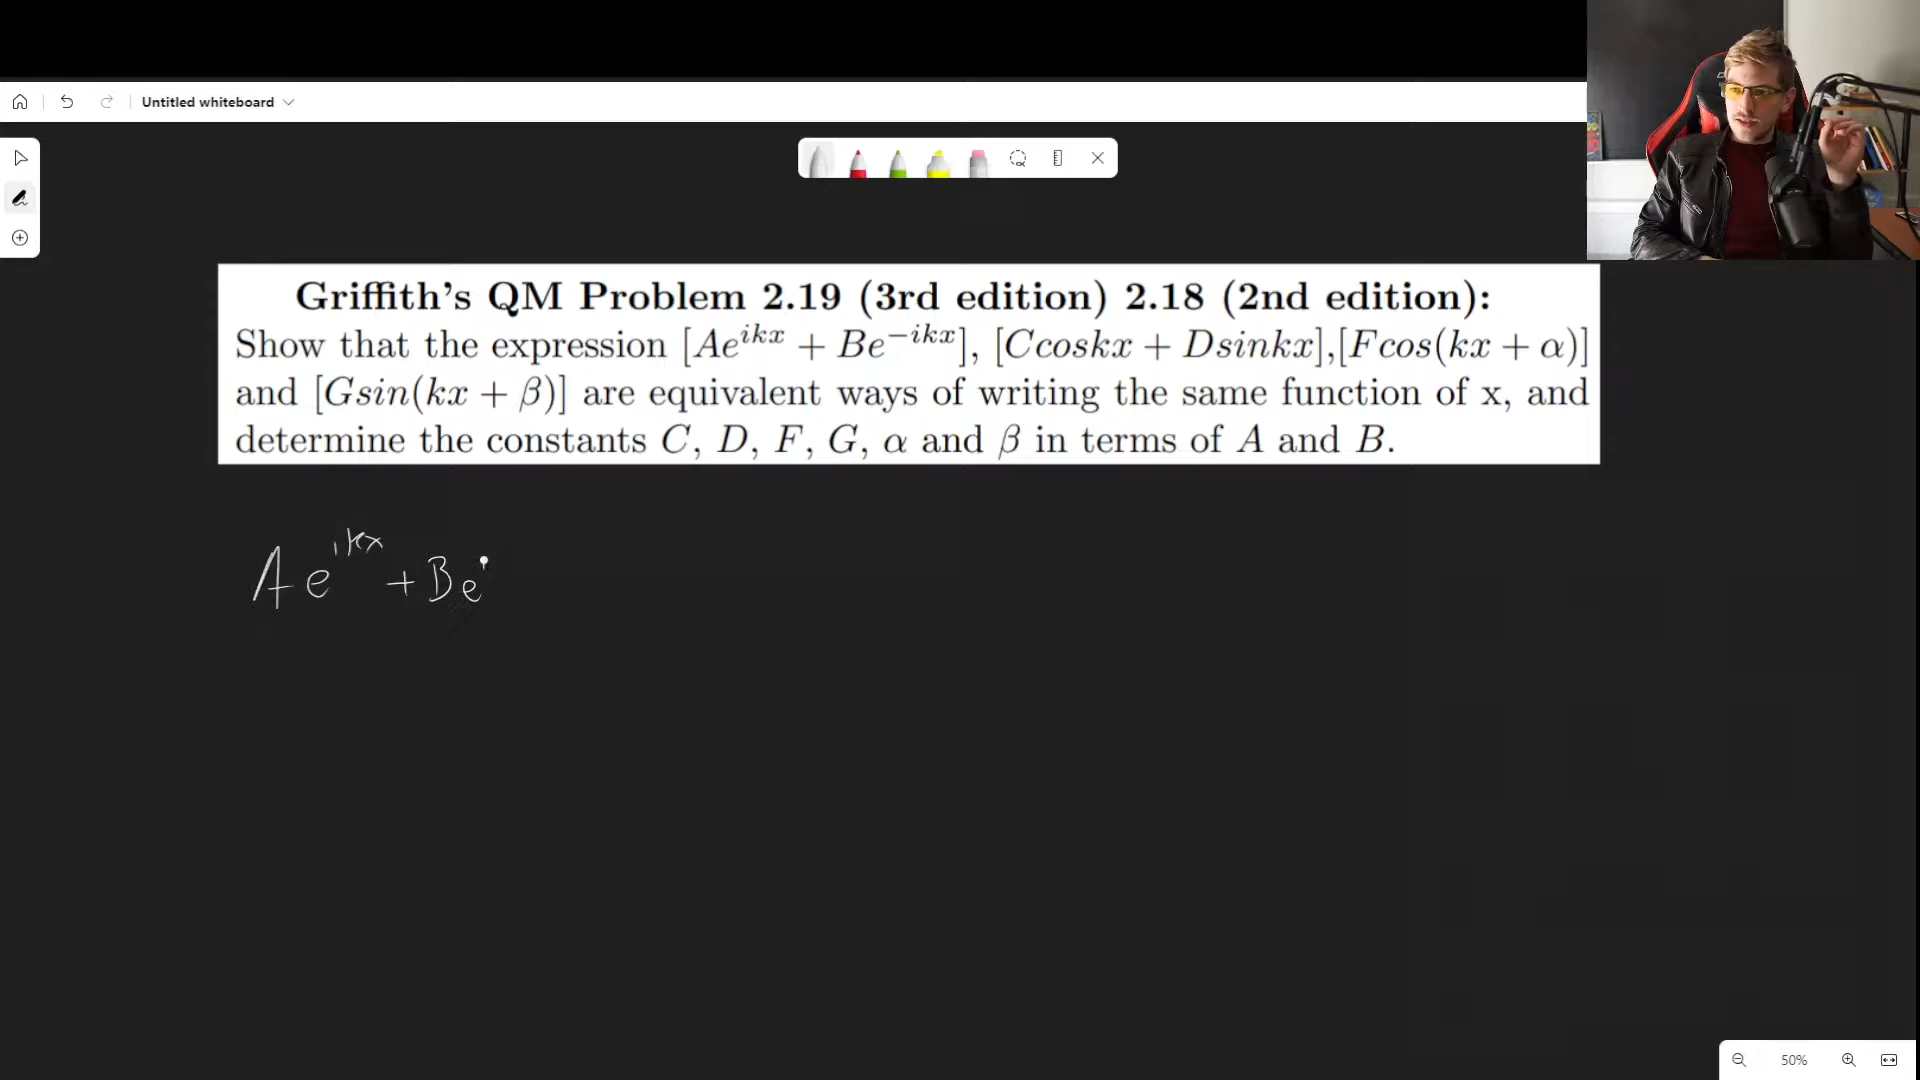 Untitled whiteboard
Griffith's QM Problem 2.19 (3rd edition) 2.18 (2nd edition):
Show that the expression [Ae^{ikx} + Be^{−ikx}], [Ccoskx + Dsinkx],[Fcos(kx + α)]
and [Gsin(kx + β)] are equivalent ways of writing the same function of x, and
determine the constants C, D, F, G, α and β in terms of A and B.
Ae^{ikx} + Be
50%